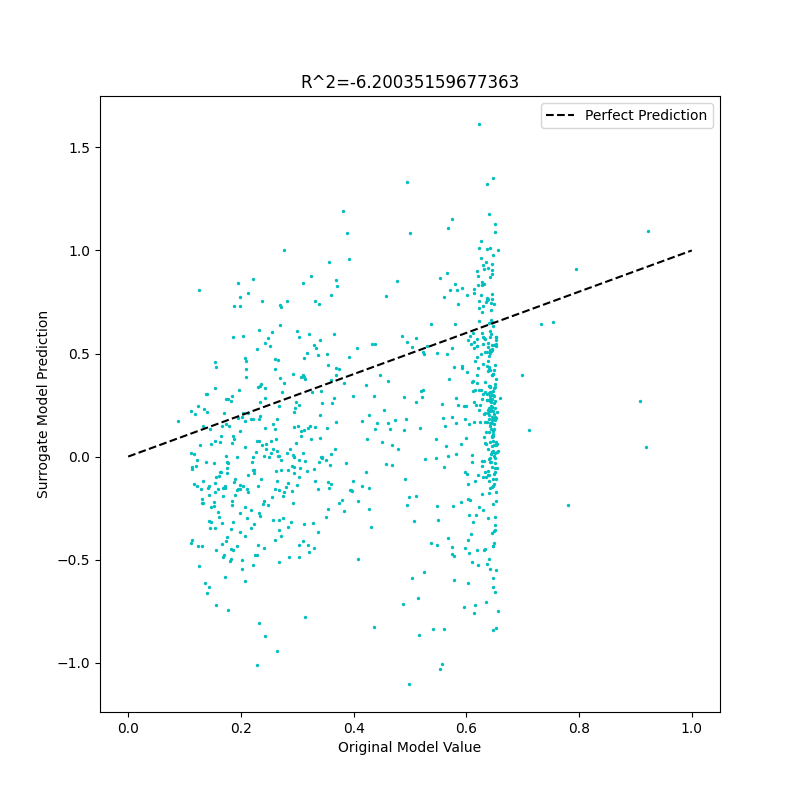 R^2=-6.20035159677363
Perfect Prediction
1.5
1.0
0.5
0.0
−0.5
−1.0
Surrogate Model Prediction
0.0 0.2 0.4 0.6 0.8 1.0
Original Model Value